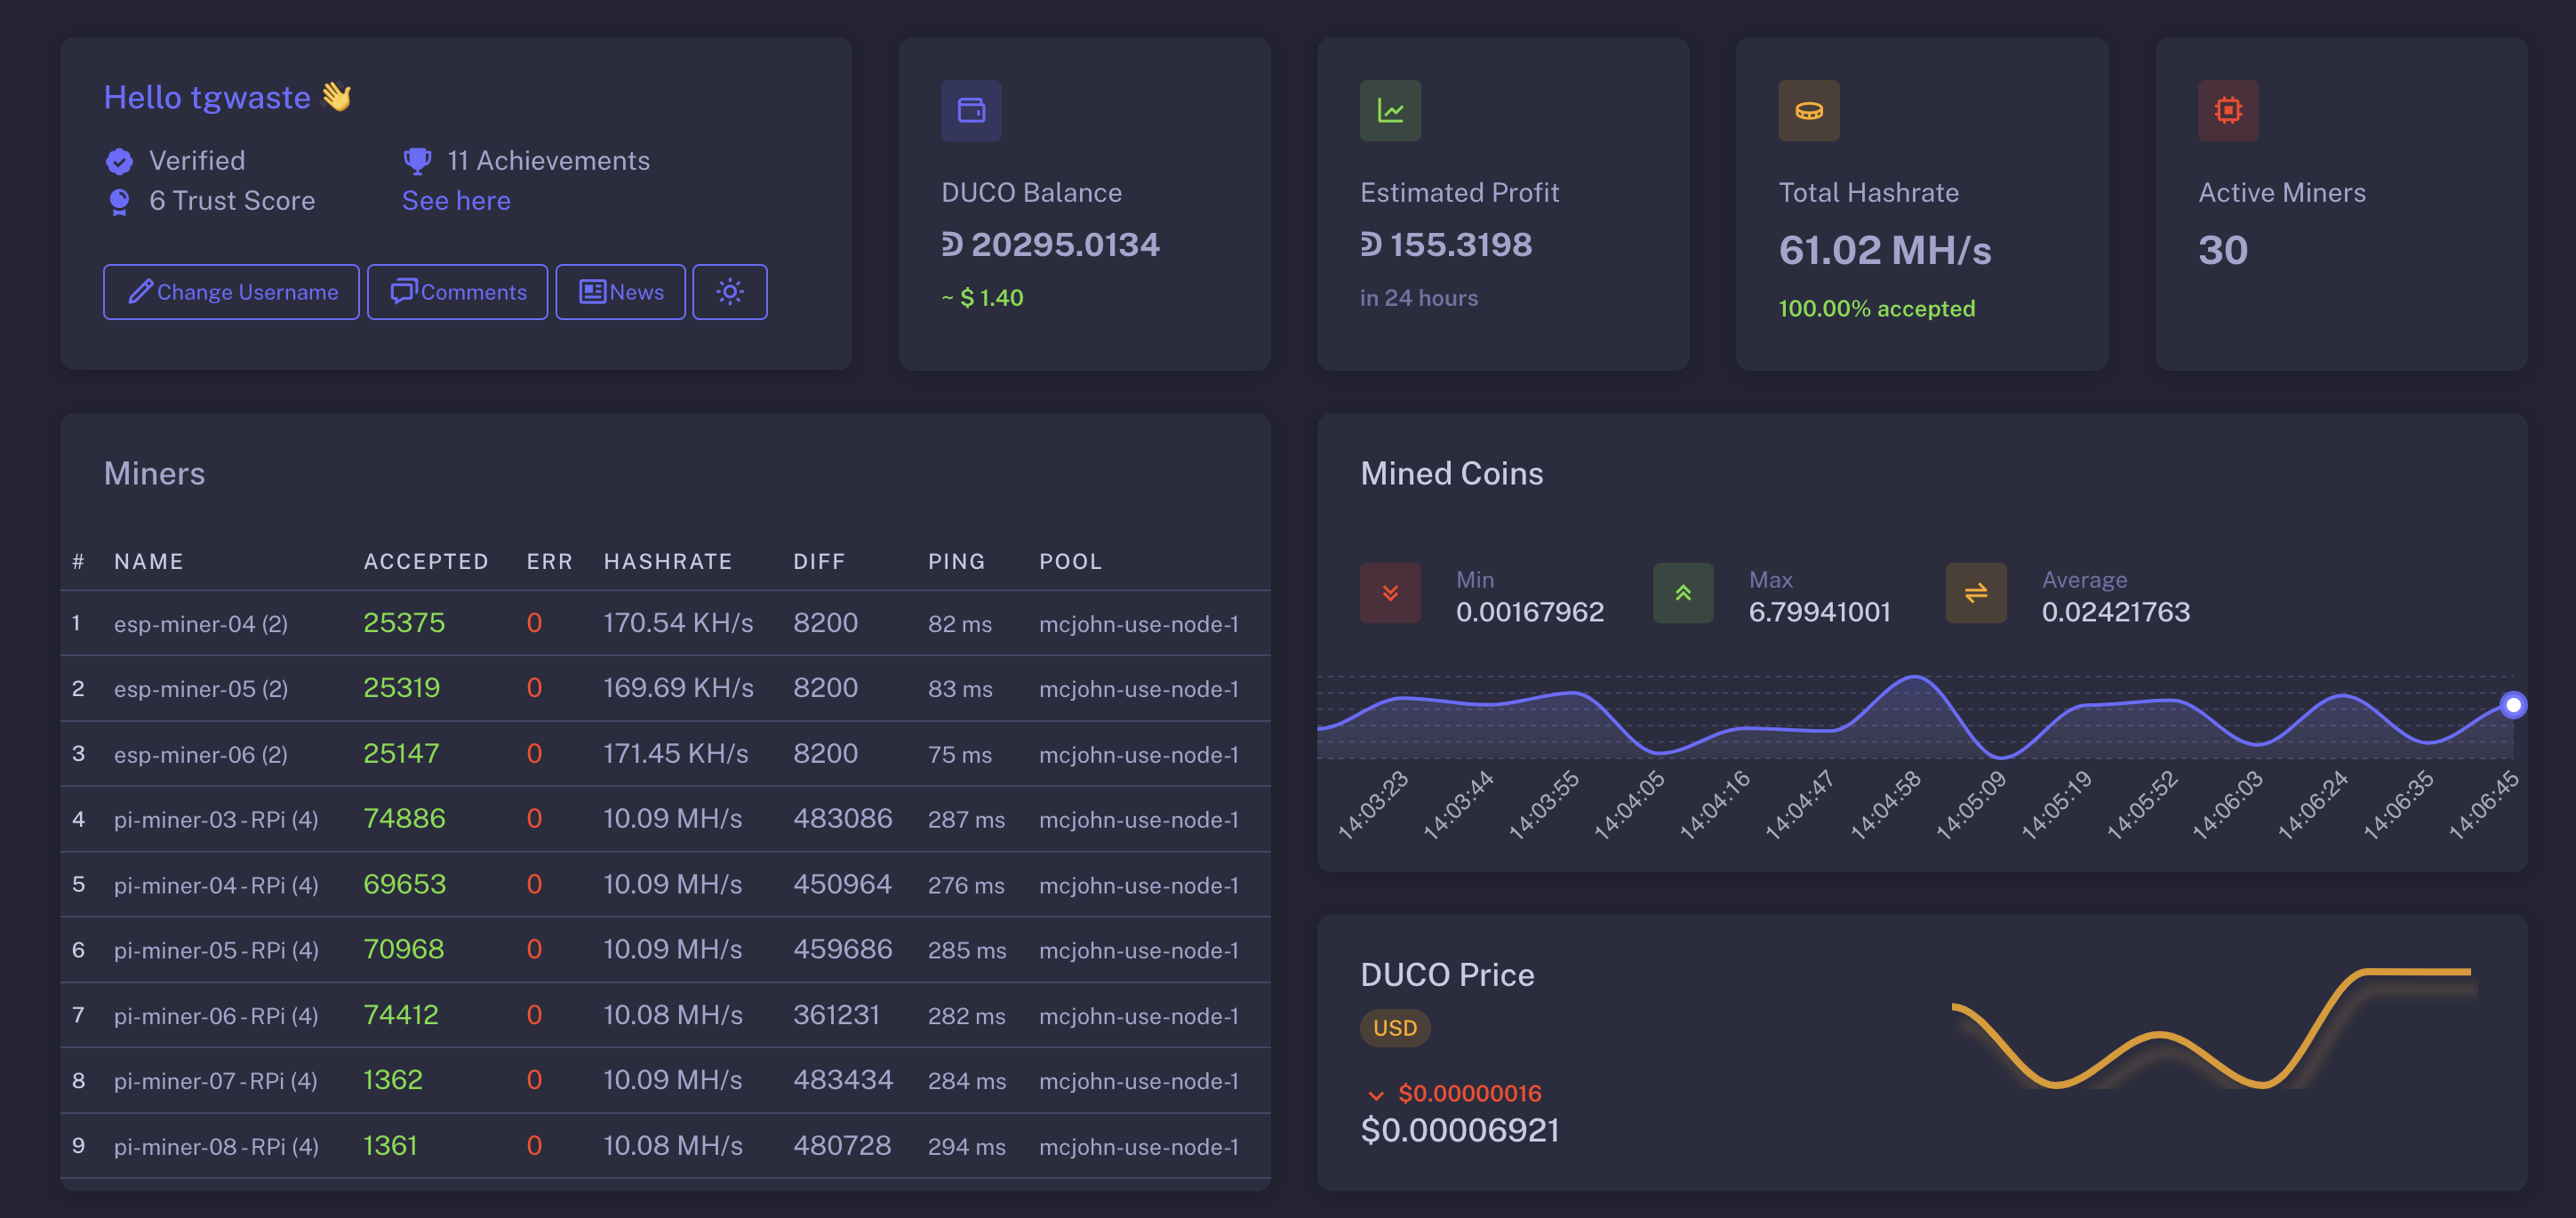 Hello tgwaste 👋
Verified
11 Achievements
6 Trust Score
See here
Change Username
Comments
News
DUCO Balance
20295.0134
~ $ 1.40
Estimated Profit
155.3198
in 24 hours
Total Hashrate
61.02 MH/s
100.00% accepted
Active Miners
30
Miners
# NAME ACCEPTED ERR HASHRATE DIFF PING POOL
1 esp-miner-04 (2) 25375 0 170.54 KH/s 8200 82 ms mcjohn-use-node-1
2 esp-miner-05 (2) 25319 0 169.69 KH/s 8200 83 ms mcjohn-use-node-1
3 esp-miner-06 (2) 25147 0 171.45 KH/s 8200 75 ms mcjohn-use-node-1
4 pi-miner-03 - RPi (4) 74886 0 10.09 MH/s 483086 287 ms mcjohn-use-node-1
5 pi-miner-04 - RPi (4) 69653 0 10.09 MH/s 450964 276 ms mcjohn-use-node-1
6 pi-miner-05 - RPi (4) 70968 0 10.09 MH/s 459686 285 ms mcjohn-use-node-1
7 pi-miner-06 - RPi (4) 74412 0 10.08 MH/s 361231 282 ms mcjohn-use-node-1
8 pi-miner-07 - RPi (4) 1362 0 10.09 MH/s 483434 284 ms mcjohn-use-node-1
9 pi-miner-08 - RPi (4) 1361 0 10.08 MH/s 480728 294 ms mcjohn-use-node-1
Mined Coins
Min
0.00167962
Max
6.79941001
Average
0.02421763
14:03:23 14:03:44 14:03:55 14:04:05 14:04:16 14:04:47 14:04:58 14:05:09 14:05:19 14:05:52 14:06:03 14:06:24 14:06:35 14:06:45
DUCO Price
USD
$0.00000016
$0.00006921